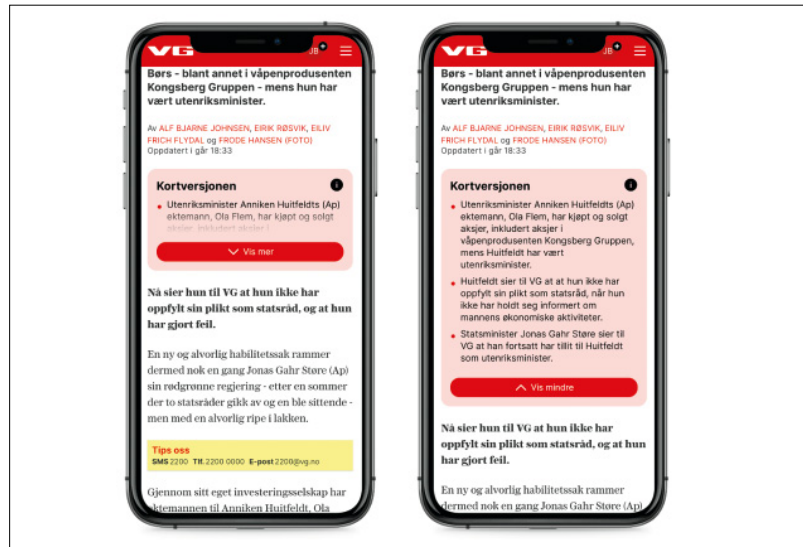 VG
JB
Børs - blant annet i våpenprodusenten
Kongsberg Gruppen - mens hun har
vært utenriksminister.
Av ALF BJARNE JOHNSEN, EIRIK RØSVIK, EILIV
FRICH FLYDAL og FRODE HANSEN (FOTO)
Oppdatert i går 18:33
Kortversjonen
Utenriksminister Anniken Huitfeldts (Ap)
ektemann, Ola Flem, har kjøpt og solgt
aksjer, inkludert aksjer i
Vis mer
Nå sier hun til VG at hun ikke har
oppfylt sin plikt som statsråd, og at hun
har gjort feil.
En ny og alvorlig habilitetssak rammer
dermed nok en gang Jonas Gahr Støre (Ap)
sin rødgrønne regjering - etter en sommer
der to statsråder gikk av og en ble sittende -
men med en alvorlig ripe i lakken.
Tips oss
SMS 2200 Tlf. 2200 0000 E-post 2200@vg.no
Gjennom sitt eget investeringsselskap har
ektemannen til Anniken Huitfeldt, Ola
VG
JB
Børs - blant annet i våpenprodusenten
Kongsberg Gruppen - mens hun har
vært utenriksminister.
Av ALF BJARNE JOHNSEN, EIRIK RØSVIK, EILIV
FRICH FLYDAL og FRODE HANSEN (FOTO)
Oppdatert i går 18:33
Kortversjonen
Utenriksminister Anniken Huitfeldts (Ap)
ektemann, Ola Flem, har kjøpt og solgt
aksjer, inkludert aksjer i
våpenprodusenten Kongsberg Gruppen,
mens Huitfeldt har vært
utenriksminister.
Huitfeldt sier til VG at at hun ikke har
oppfylt sin plikt som statsråd, når hun
ikke har holdt seg informert om
mannens økonomiske aktiviteter.
Statsminister Jonas Gahr Støre sier til
VG at han fortsatt har tillit til Huitfeldt
som utenriksminister.
Vis mindre
Nå sier hun til VG at hun ikke har
oppfylt sin plikt som statsråd, og at hun
har gjort feil.
En ny og alvorlig habilitetssak rammer
dermed nok en gang Jonas Gahr Støre (Ap)